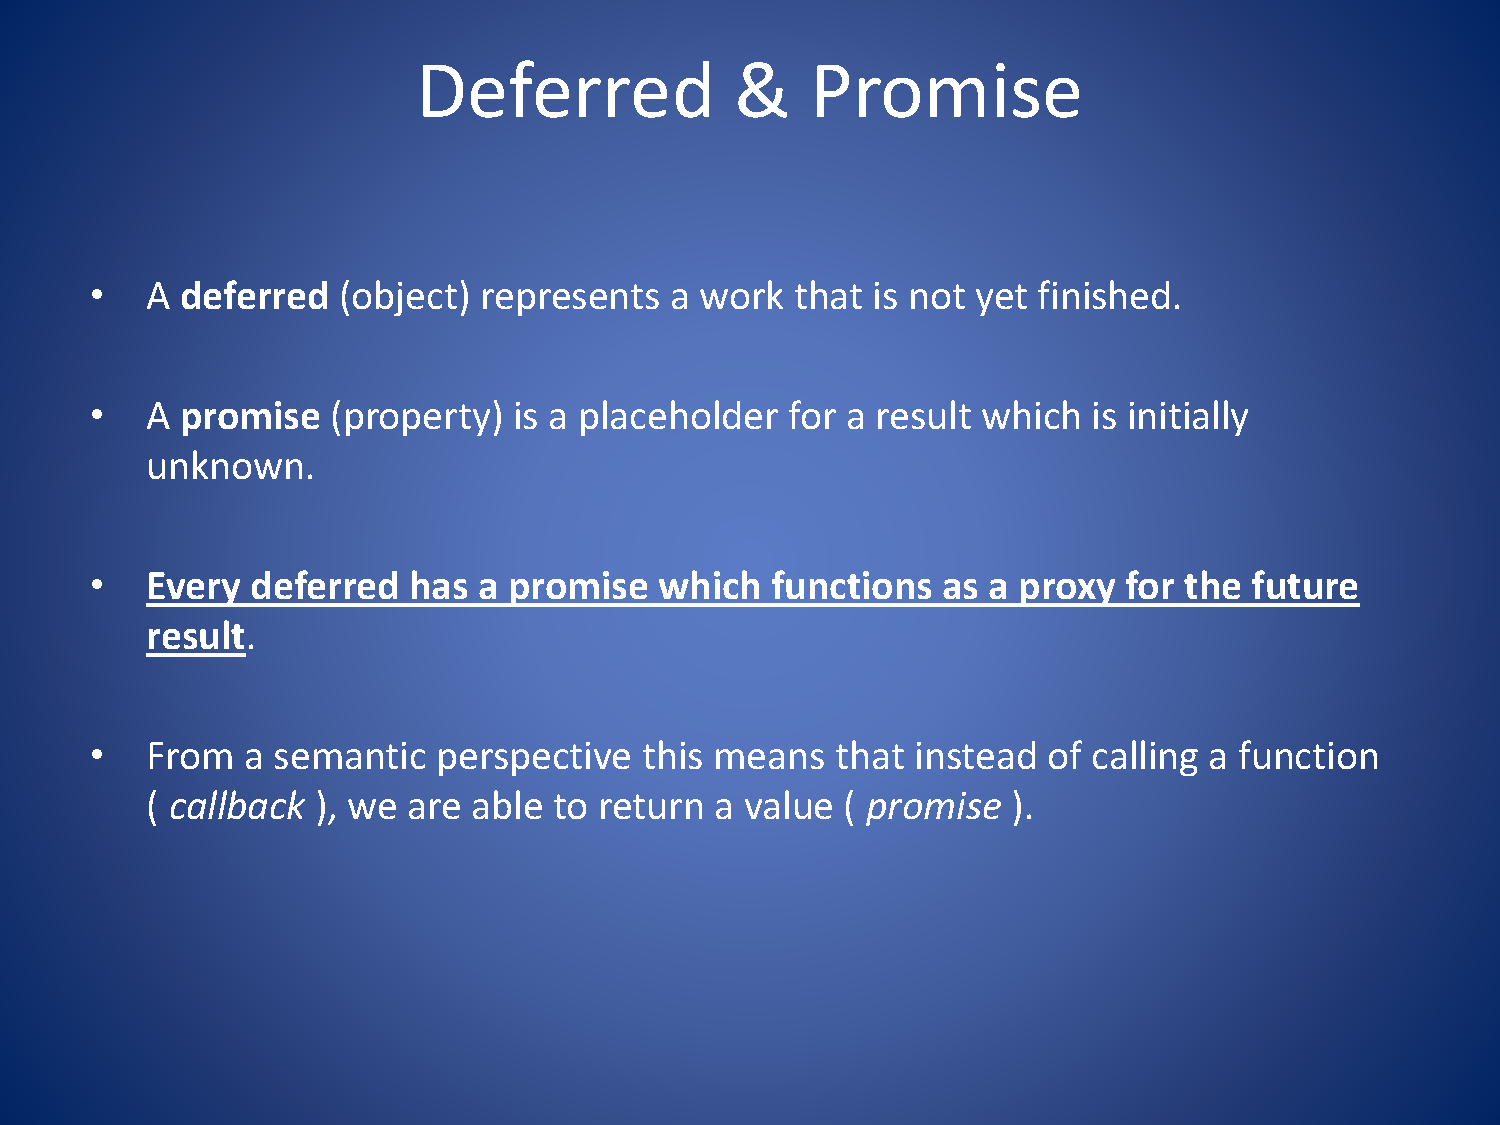 Deferred & Promise
• A deferred (object) represents a work that is not yet finished.
• A promise (property) is a placeholder for a result which is initially
unknown.
• Every deferred has a promise which functions as a proxy for the future
result.
• From a semantic perspective this means that instead of calling a function
( callback ), we are able to return a value ( promise ).